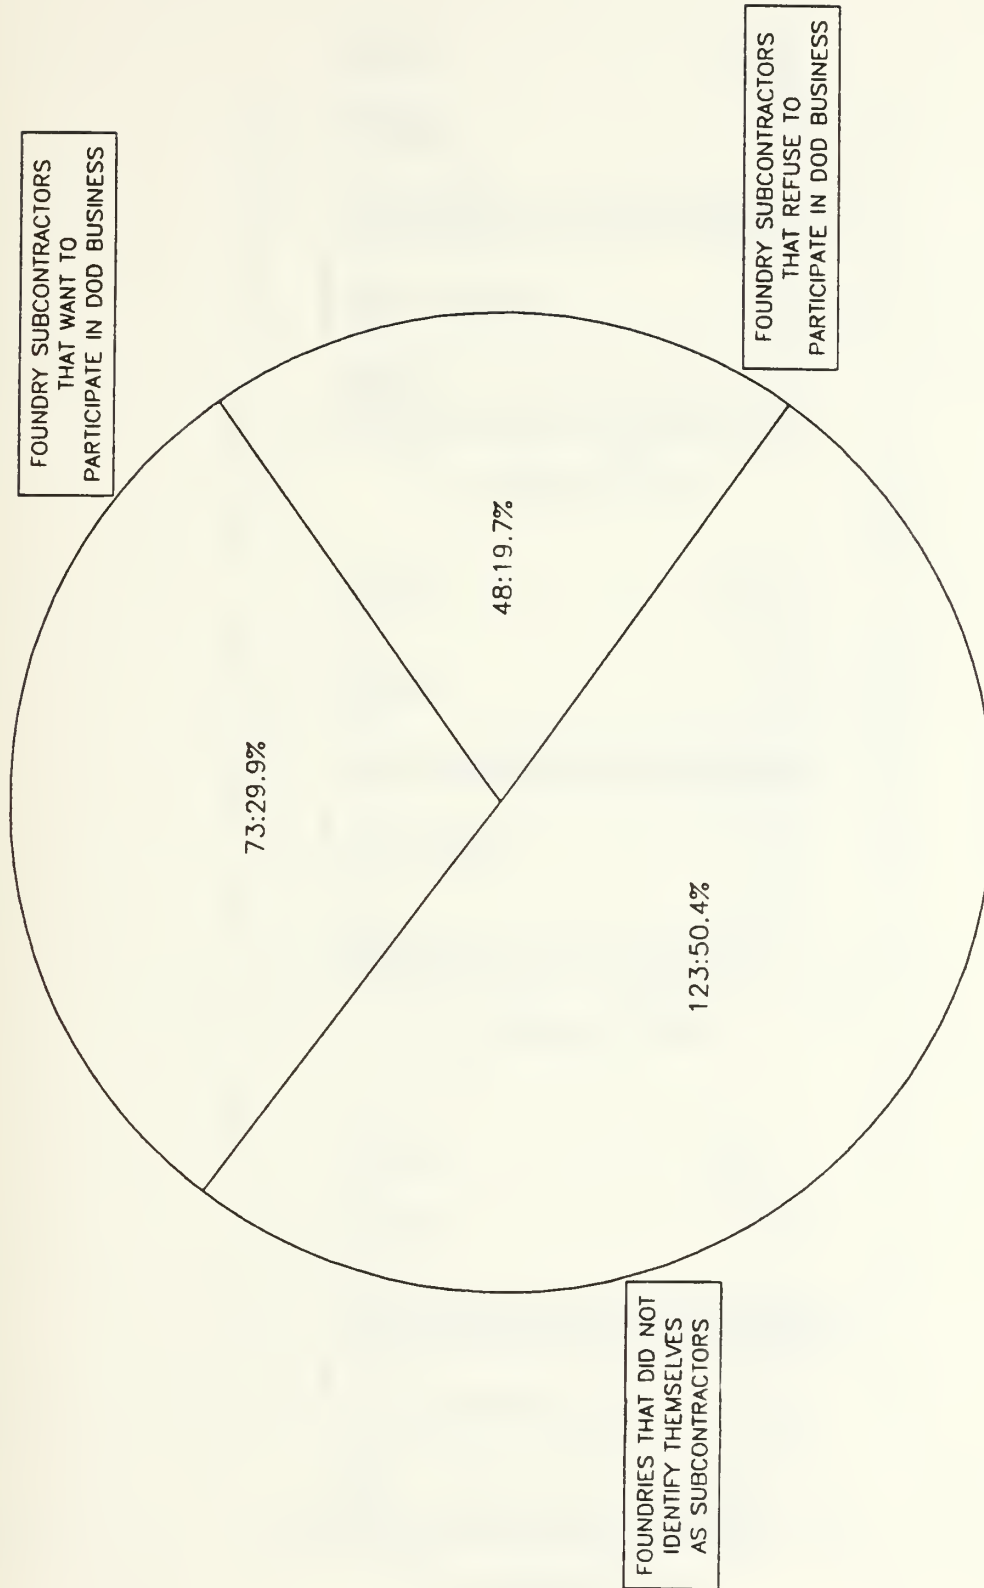 FOUNDRY SUBCONTRACTORS
THAT WANT TO
PARTICIPATE IN DOD BUSINESS
73:29.9%
48:19.7%
FOUNDRY SUBCONTRACTORS
THAT REFUSE TO
PARTICIPATE IN DOD BUSINESS
123:50.4%
FOUNDRIES THAT DID NOT
IDENTIFY THEMSELVES
AS SUBCONTRACTORS